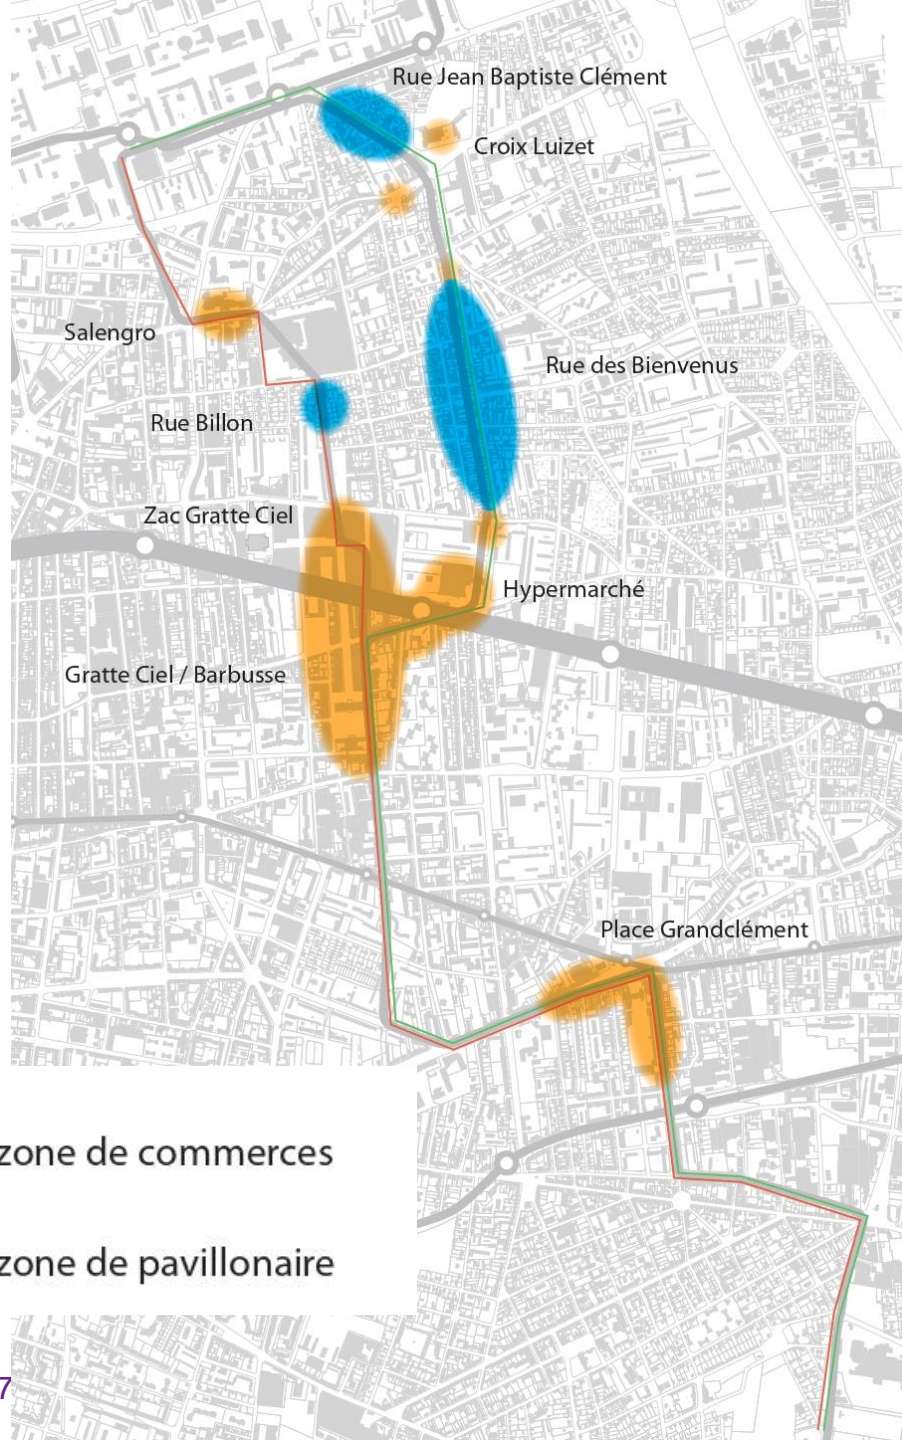 Rue Jean Baptiste Clément
Croix Luizet
Salengro
Rue des Bienvenus
Rue Billon
Zac Gratte Ciel
Hypermarché
Gratte Ciel / Barbusse
Place Grandclément
zone de commerces
zone de pavillonaire
7